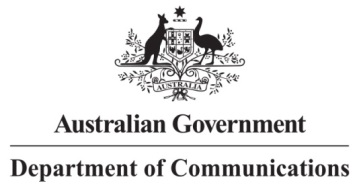 AUSTRALIA
Australian Government
Department of Communications